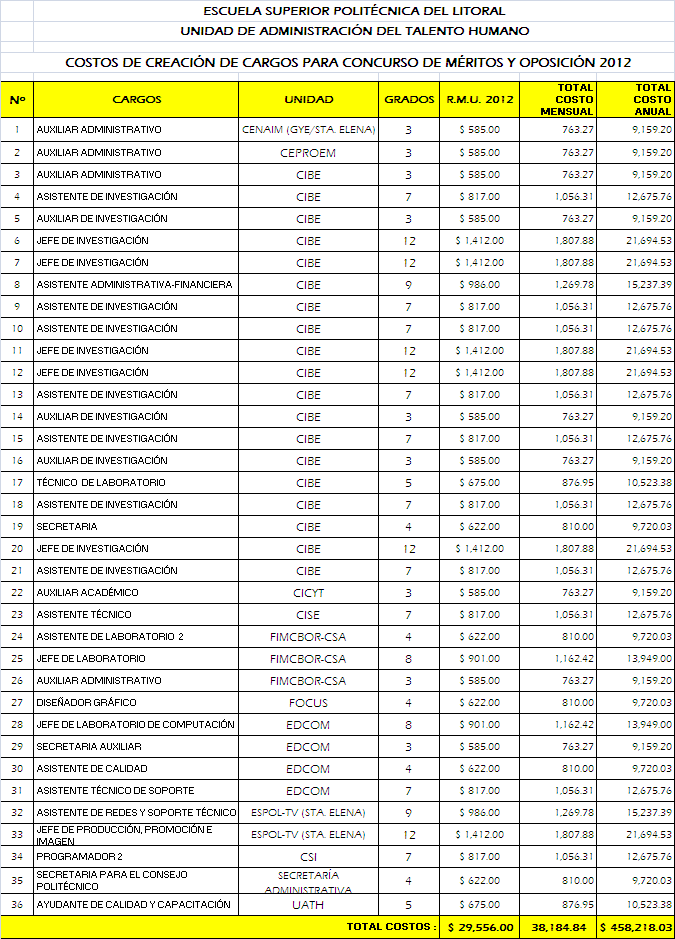 ESCUELA SUPERIOR POLITÉCNICA DEL LITORAL
UNIDAD DE ADMINISTRACIÓN DEL TALENTO HUMANO
COSTOS DE CREACIÓN DE CARGOS PARA CONCURSO DE MÉRITOS Y OPOSICIÓN 2012
Nº CARGOS UNIDAD GRADOS R.M.U. 2012 TOTAL COSTO MENSUAL TOTAL COSTO ANUAL
1 AUXILIAR ADMINISTRATIVO CENAIM (GYE/STA. ELENA) 3 $ 585.00 763.27 9,159.20
2 AUXILIAR ADMINISTRATIVO CEPROEM 3 $ 585.00 763.27 9,159.20
3 AUXILIAR ADMINISTRATIVO CIBE 3 $ 585.00 763.27 9,159.20
4 ASISTENTE DE INVESTIGACIÓN CIBE 7 $ 817.00 1,056.31 12,675.76
5 AUXILIAR DE INVESTIGACIÓN CIBE 3 $ 585.00 763.27 9,159.20
6 JEFE DE INVESTIGACIÓN CIBE 12 $ 1,412.00 1,807.88 21,694.53
7 JEFE DE INVESTIGACIÓN CIBE 12 $ 1,412.00 1,807.88 21,694.53
8 ASISTENTE ADMINISTRATIVA-FINANCIERA CIBE 9 $ 986.00 1,269.78 15,237.39
9 ASISTENTE DE INVESTIGACIÓN CIBE 7 $ 817.00 1,056.31 12,675.76
10 ASISTENTE DE INVESTIGACIÓN CIBE 7 $ 817.00 1,056.31 12,675.76
11 JEFE DE INVESTIGACIÓN CIBE 12 $ 1,412.00 1,807.88 21,694.53
12 JEFE DE INVESTIGACIÓN CIBE 12 $ 1,412.00 1,807.88 21,694.53
13 ASISTENTE DE INVESTIGACIÓN CIBE 7 $ 817.00 1,056.31 12,675.76
14 AUXILIAR DE INVESTIGACIÓN CIBE 3 $ 585.00 763.27 9,159.20
15 ASISTENTE DE INVESTIGACIÓN CIBE 7 $ 817.00 1,056.31 12,675.76
16 AUXILIAR DE INVESTIGACIÓN CIBE 3 $ 585.00 763.27 9,159.20
17 TÉCNICO DE LABORATORIO CIBE 5 $ 675.00 876.95 10,523.38
18 ASISTENTE DE INVESTIGACIÓN CIBE 7 $ 817.00 1,056.31 12,675.76
19 SECRETARIA CIBE 4 $ 622.00 810.00 9,720.03
20 JEFE DE INVESTIGACIÓN CIBE 12 $ 1,412.00 1,807.88 21,694.53
21 ASISTENTE DE INVESTIGACIÓN CIBE 7 $ 817.00 1,056.31 12,675.76
22 AUXILIAR ACADÉMICO CICYT 3 $ 585.00 763.27 9,159.20
23 ASISTENTE TÉCNICO CISE 7 $ 817.00 1,056.31 12,675.76
24 ASISTENTE DE LABORATORIO 2 FIMCBOR-CSA 4 $ 622.00 810.00 9,720.03
25 JEFE DE LABORATORIO FIMCBOR-CSA 8 $ 901.00 1,162.42 13,949.00
26 AUXILIAR ADMINISTRATIVO FIMCBOR-CSA 3 $ 585.00 763.27 9,159.20
27 DISEÑADOR GRÁFICO FOCUS 4 $ 622.00 810.00 9,720.03
28 JEFE DE LABORATORIO DE COMPUTACIÓN EDCOM 8 $ 901.00 1,162.42 13,949.00
29 SECRETARIA AUXILIAR EDCOM 3 $ 585.00 763.27 9,159.20
30 ASISTENTE DE CALIDAD EDCOM 4 $ 622.00 810.00 9,720.03
31 ASISTENTE TÉCNICO DE SOPORTE EDCOM 7 $ 817.00 1,056.31 12,675.76
32 ASISTENTE DE REDES Y SOPORTE TÉCNICO ESPOL-TV (STA. ELENA) 9 $ 986.00 1,269.78 15,237.39
33 JEFE DE PRODUCCIÓN, PROMOCIÓN E IMAGEN ESPOL-TV (STA. ELENA) 12 $ 1,412.00 1,807.88 21,694.53
34 PROGRAMADOR 2 CSI 7 $ 817.00 1,056.31 12,675.76
35 SECRETARIA PARA EL CONSEJO POLITÉCNICO SECRETARÍA ADMINISTRATIVA 4 $ 622.00 810.00 9,720.03
36 AYUDANTE DE CALIDAD Y CAPACITACIÓN UATH 5 $ 675.00 876.95 10,523.38
TOTAL COSTOS : $ 29,556.00 38,184.84 $ 458,218.03